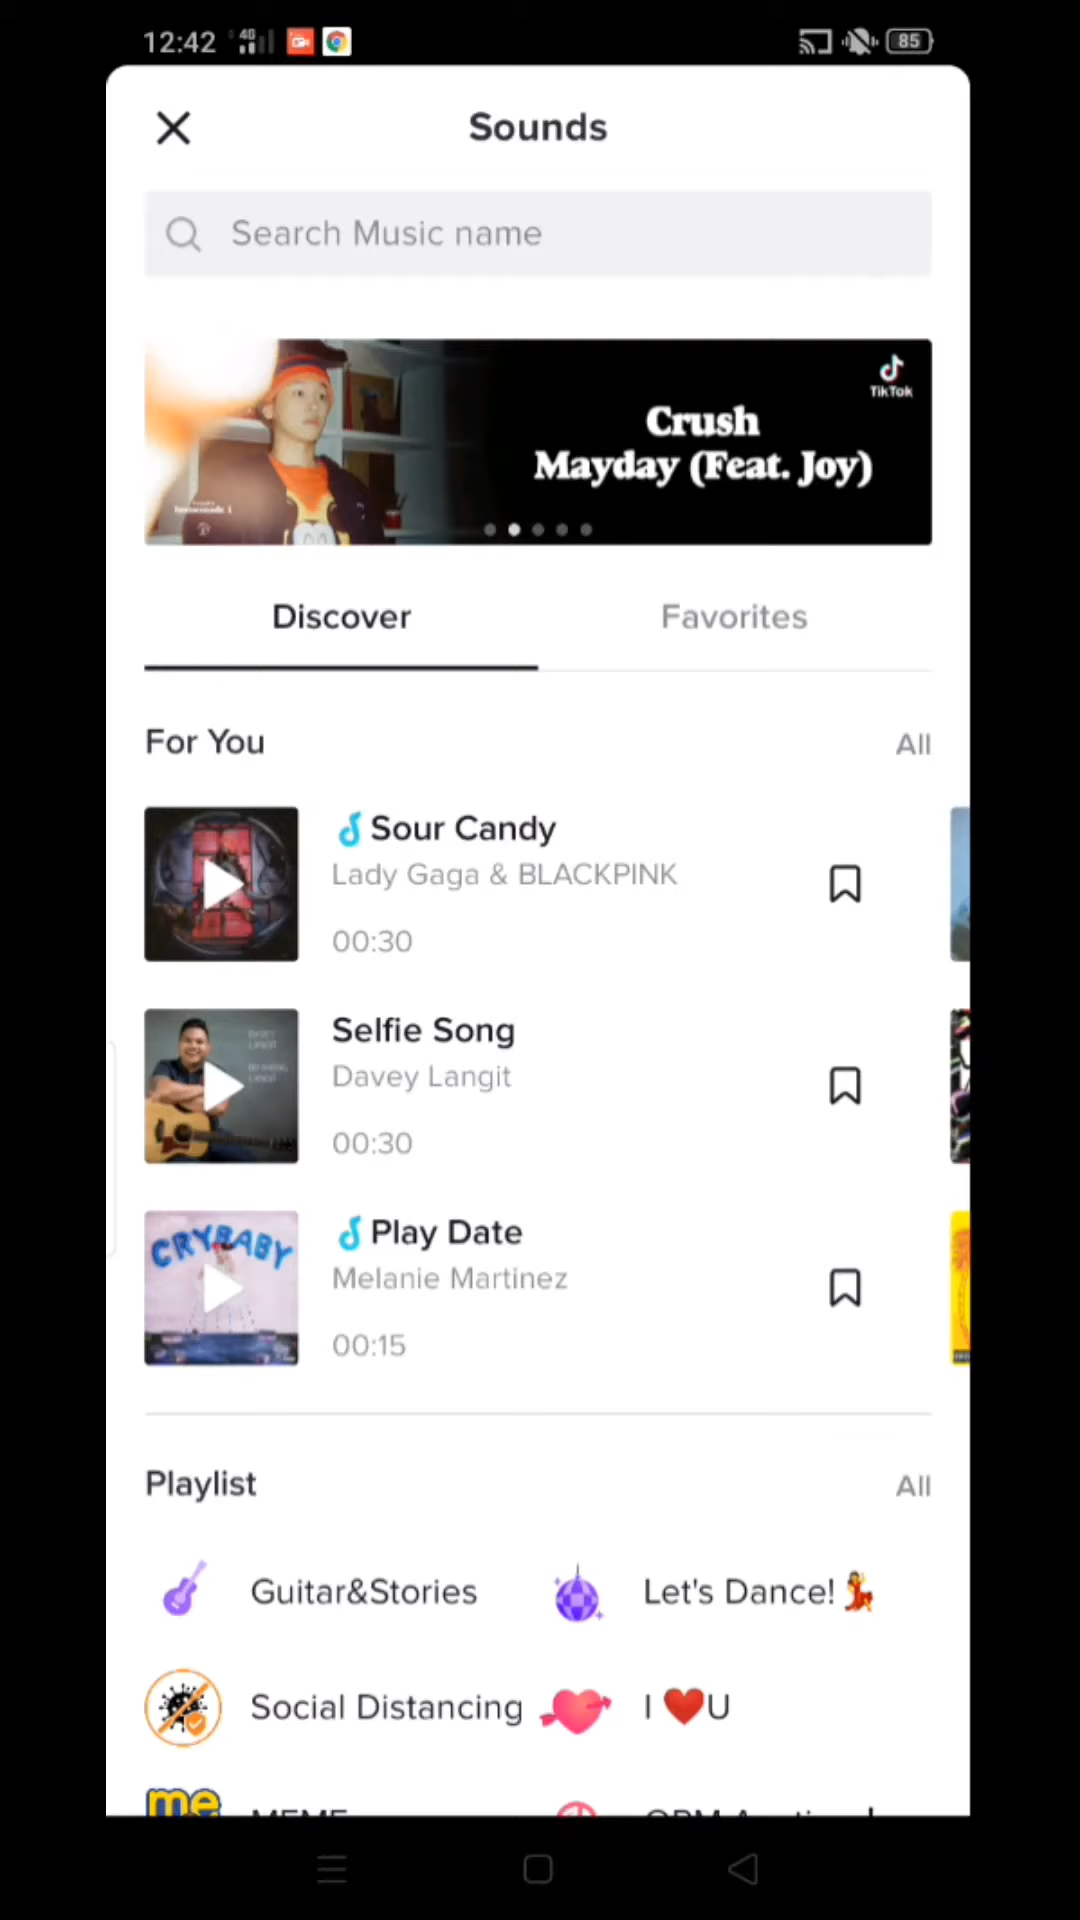 12:42 4G 85
Sounds
Search Music name
TikTok
Crush
Mayday (Feat. Joy)
Discover Favorites
For You All
Sour Candy
Lady Gaga & BLACKPINK
00:30
Selfie Song
Davey Langit
00:30
CRYBABY
Play Date
Melanie Martinez
00:15
Playlist All
Guitar&Stories Let's Dance!💃
Social Distancing I ❤️U
me
MEME